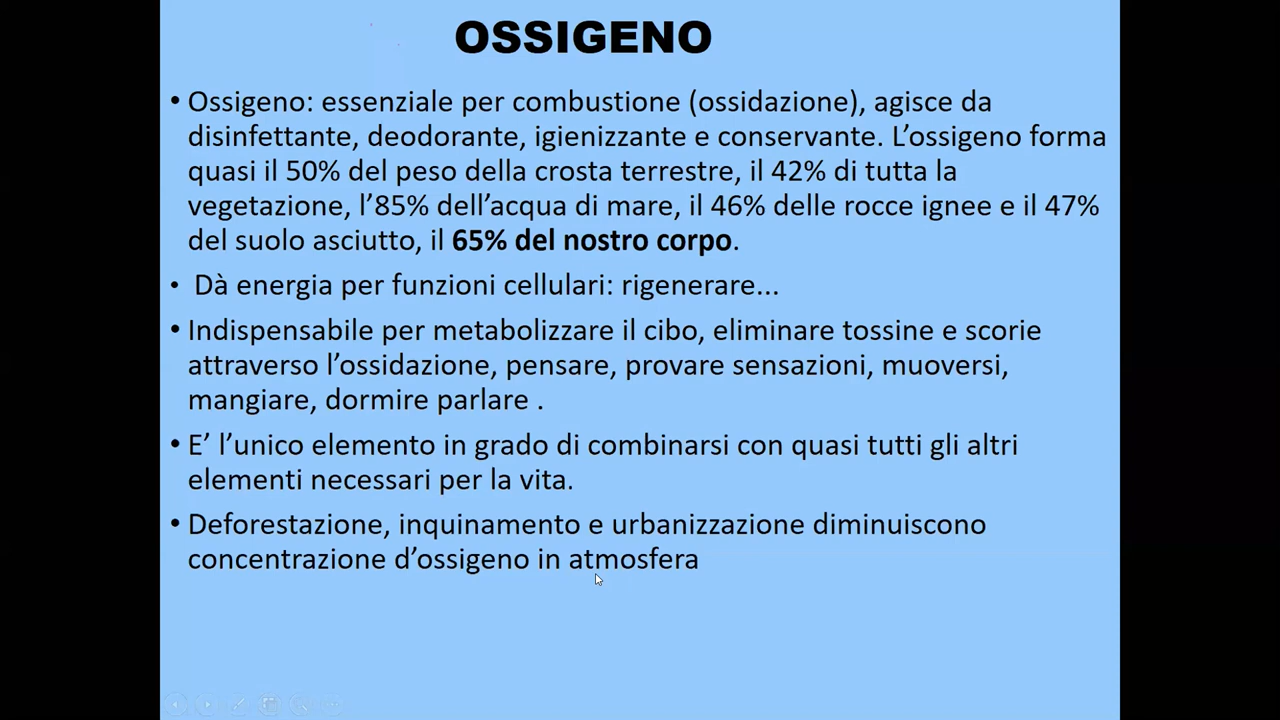 OSSIGENO
• Ossigeno: essenziale per combustione (ossidazione), agisce da
disinfettante, deodorante, igienizzante e conservante. L’ossigeno forma
quasi il 50% del peso della crosta terrestre, il 42% di tutta la
vegetazione, l’85% dell’acqua di mare, il 46% delle rocce ignee e il 47%
del suolo asciutto, il 65% del nostro corpo.
• Dà energia per funzioni cellulari: rigenerare...
• Indispensabile per metabolizzare il cibo, eliminare tossine e scorie
attraverso l’ossidazione, pensare, provare sensazioni, muoversi,
mangiare, dormire parlare .
• E’ l’unico elemento in grado di combinarsi con quasi tutti gli altri
elementi necessari per la vita.
• Deforestazione, inquinamento e urbanizzazione diminuiscono
concentrazione d’ossigeno in atmosfera